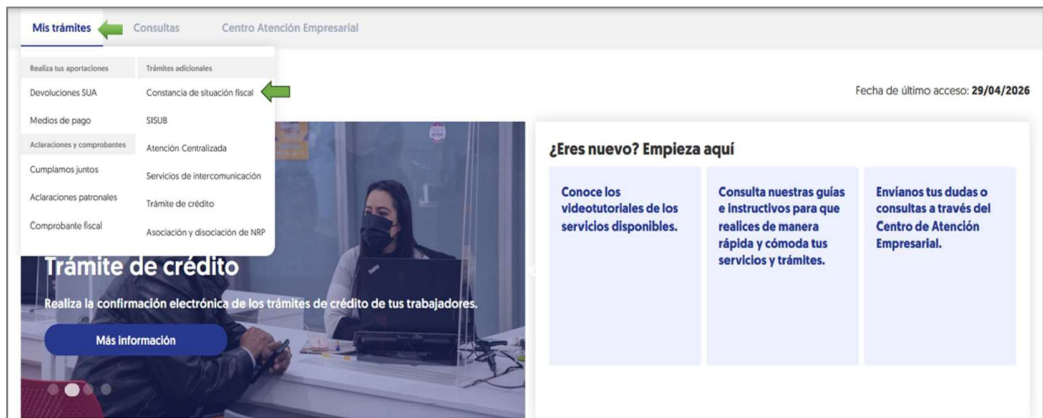 Mis trámites
Consultas
Centro Atención Empresarial
Realiza tus aportaciones
Devoluciones SUA
Medios de pago
Aclaraciones y comprobantes
Cumplamos juntos
Aclaraciones patronales
Comprobante fiscal
Trámites adicionales
Constancia de situación fiscal
SISUB
Atención Centralizada
Servicios de intercomunicación
Trámite de crédito
Asociación y disociación de NRP
Fecha de último acceso: 29/04/2026
Trámite de crédito
Realiza la confirmación electrónica de los trámites de crédito de tus trabajadores.
Más información
¿Eres nuevo? Empieza aquí
Conoce los
videotutoriales de los
servicios disponibles.
Consulta nuestras guías
e instructivos para que
realices de manera
rápida y cómoda tus
servicios y trámites.
Envíanos tus dudas o
consultas a través del
Centro de Atención
Empresarial.